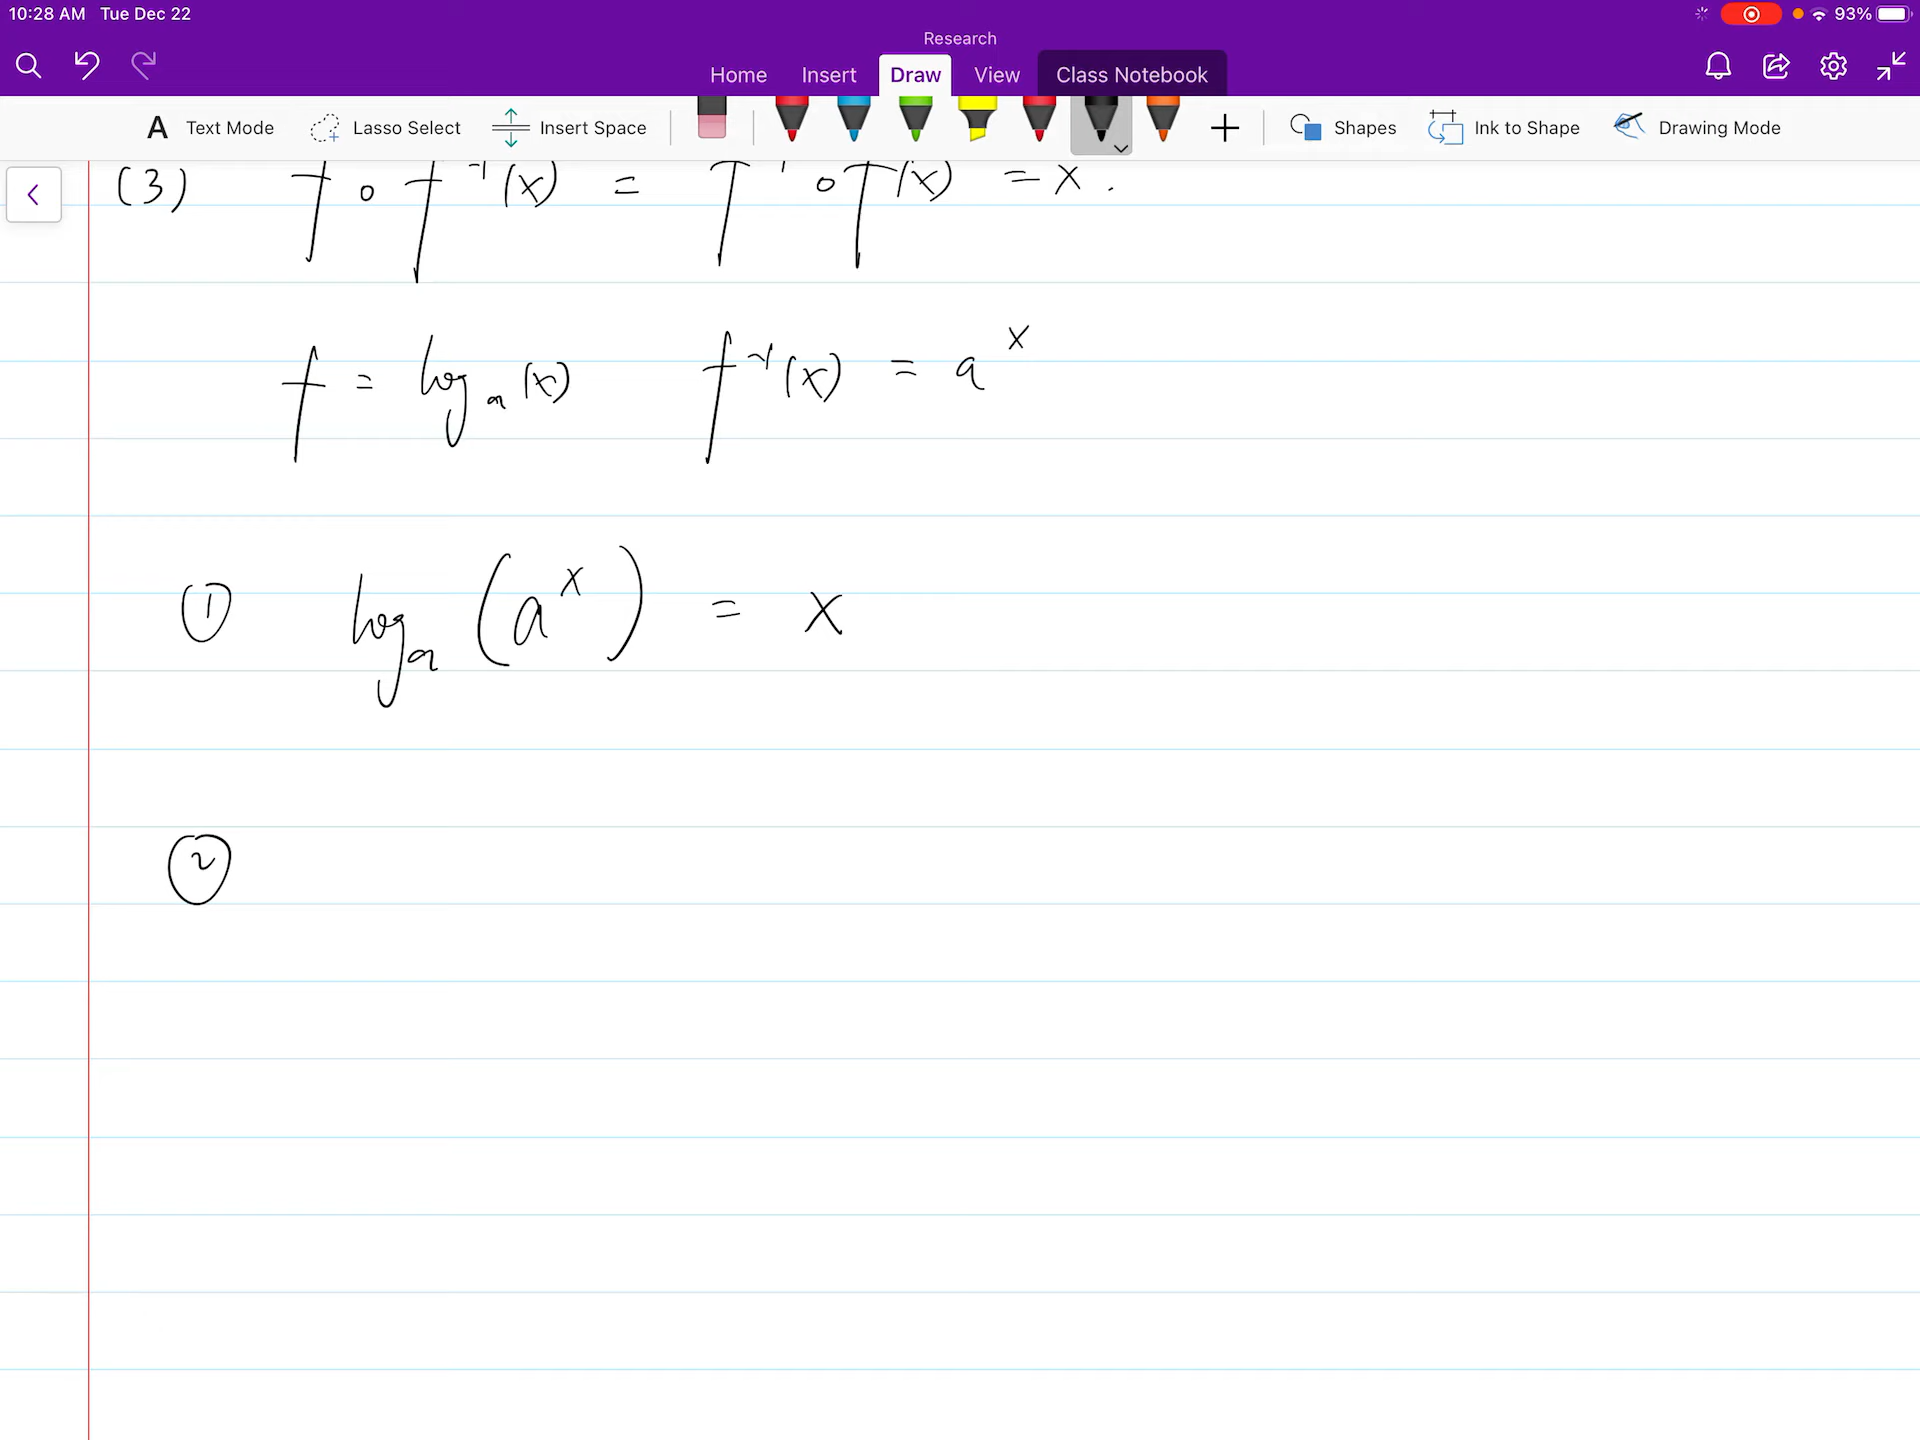 10:28 AM Tue Dec 22 93%
Research
Home Insert Draw View Class Notebook
A Text Mode Lasso Select Insert Space Shapes Ink to Shape Drawing Mode
(3) f ∘ f⁻¹(x) = f⁻¹ ∘ f(x) = x .
f = logₐ(x) f⁻¹(x) = aˣ
① logₐ(aˣ) = x
②